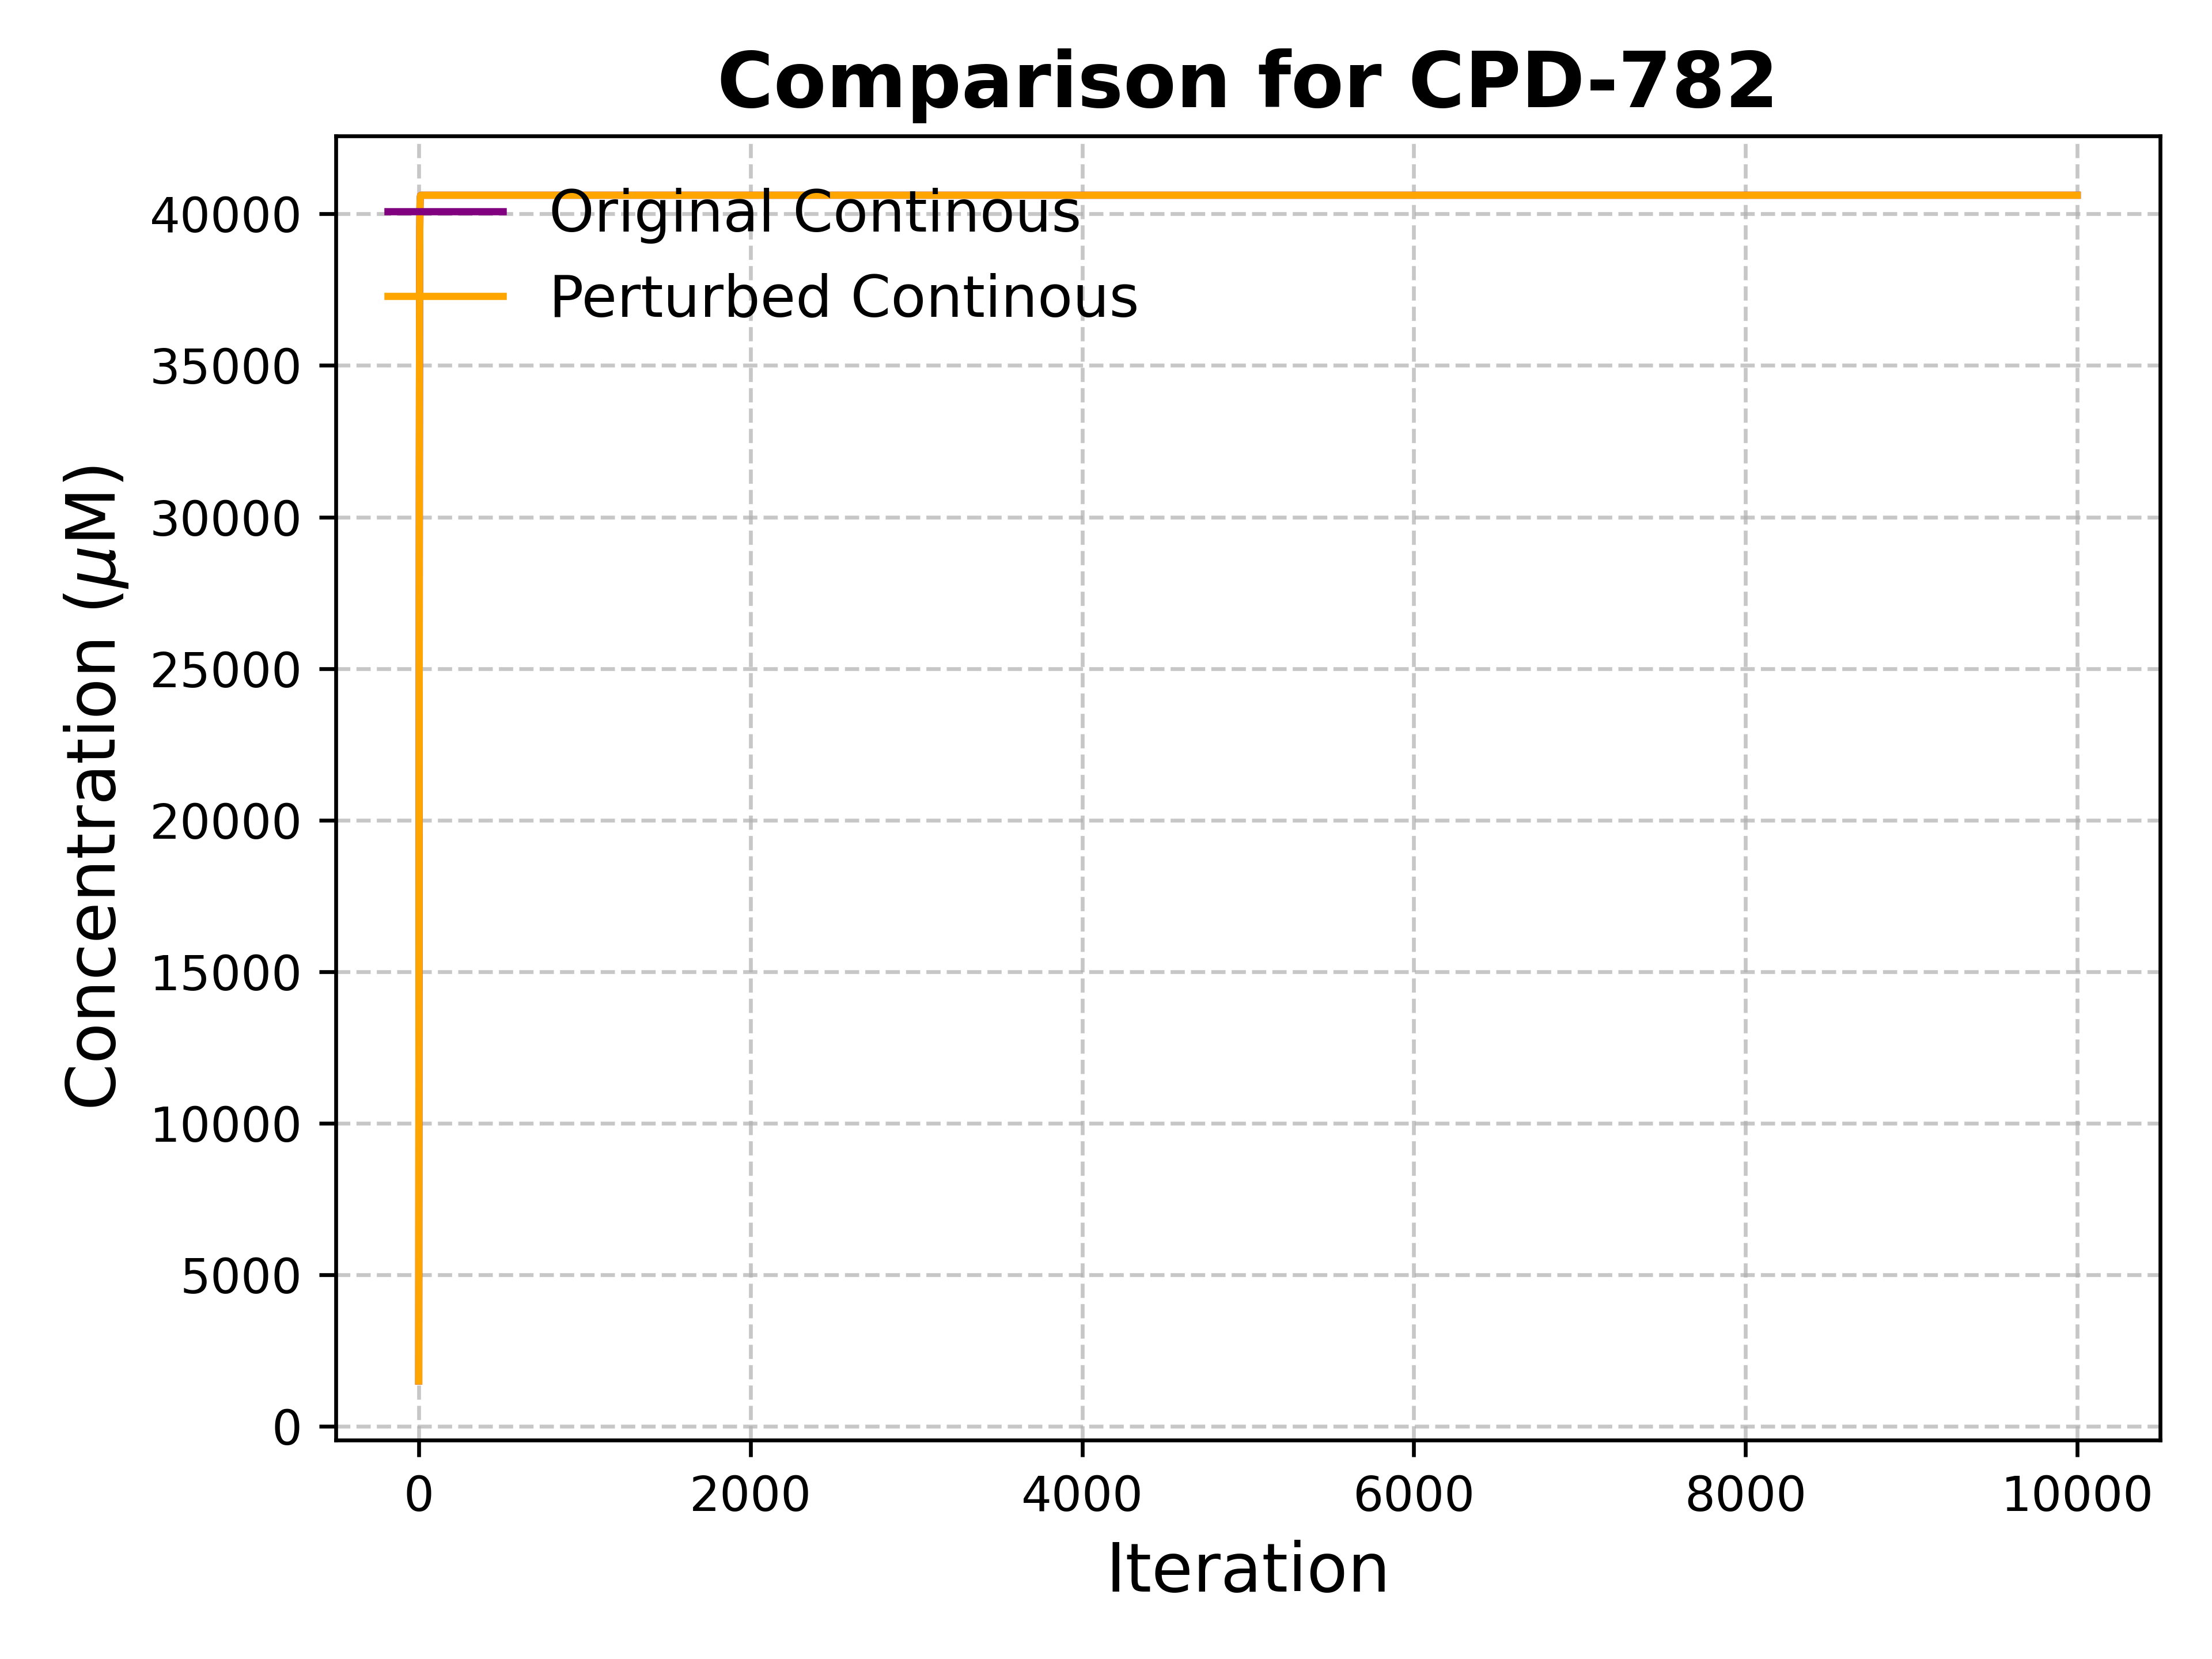 Comparison for CPD-782
Original Continous
Perturbed Continous
Concentration (μM)
40000
35000
30000
25000
20000
15000
10000
5000
0
0 2000 4000 6000 8000 10000
Iteration